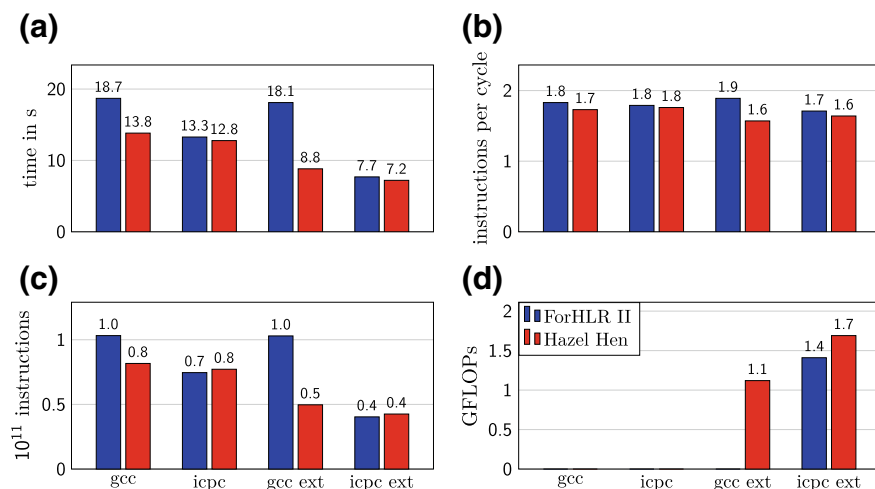 (a)
time in s
20
10
0
18.7
13.8
13.3
12.8
18.1
8.8
7.7
7.2
(b)
instructions per cycle
2
1
0
1.8
1.7
1.8
1.8
1.9
1.6
1.7
1.6
(c)
10^11 instructions
1
0.5
0
1.0
0.8
0.7
0.8
1.0
0.5
0.4
0.4
gcc
icpc
gcc ext
icpc ext
(d)
GFLOPs
2
1.5
1
0.5
0
ForHLR II
Hazel Hen
1.1
1.4
1.7
gcc
icpc
gcc ext
icpc ext